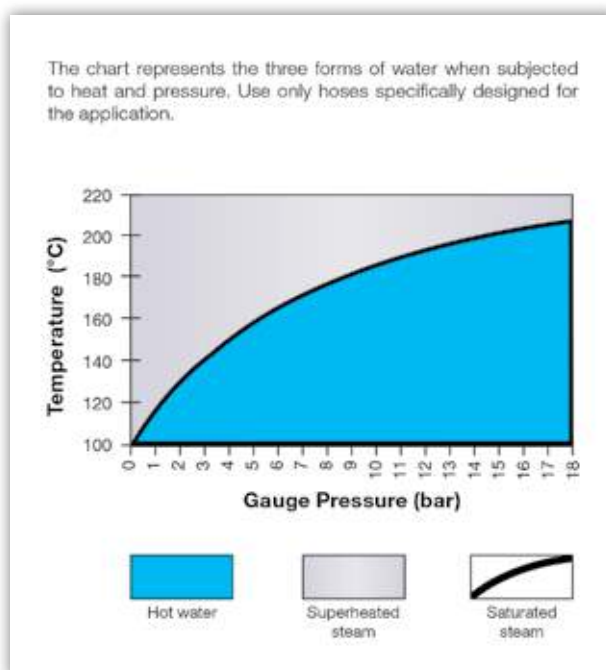 The chart represents the three forms of water when subjected
to heat and pressure. Use only hoses specifically designed for
the application.
220
200
180
160
140
120
100
Temperature (°C)
0 1 2 3 4 5 6 7 8 9 10 11 12 13 14 15 16 17 18
Gauge Pressure (bar)
Hot water
Superheated
steam
Saturated
steam